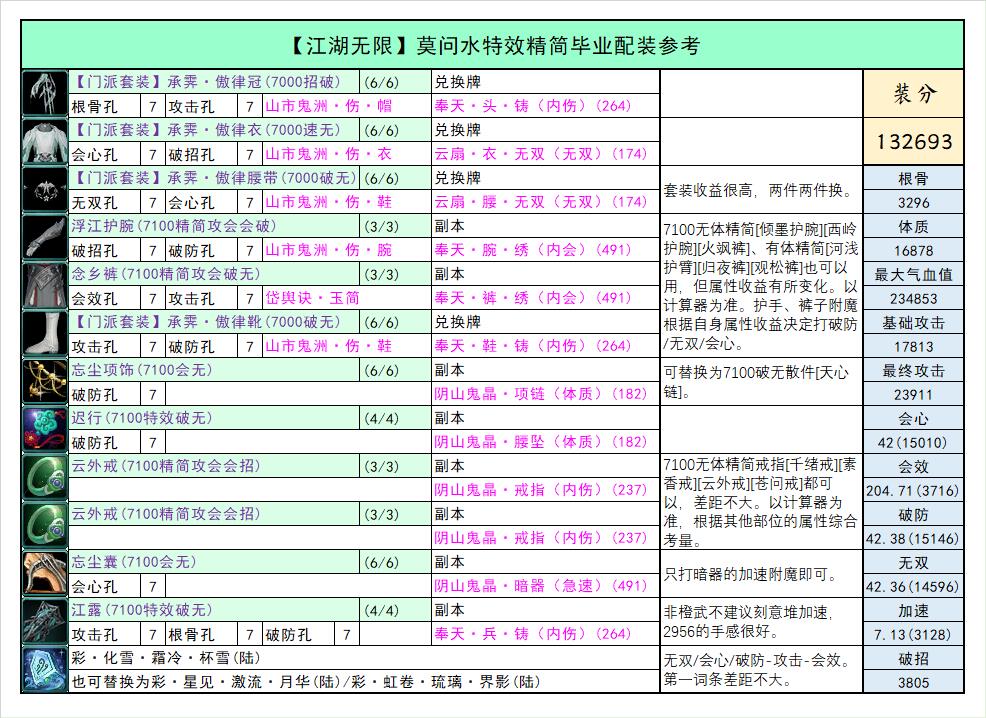 【江湖无限】莫问水特效精简毕业配装参考
【门派套装】承霁·傲律冠(7000招破) (6/6) 兑换牌
根骨孔 7 攻击孔 7 山市鬼洲·伤·帽 奉天·头·铸（内伤）(264)
装分
【门派套装】承霁·傲律衣(7000速无) (6/6) 兑换牌
会心孔 7 破招孔 7 山市鬼洲·伤·衣 云扇·衣·无双（无双）(174)
132693
【门派套装】承霁·傲律腰带(7000破无) (6/6) 兑换牌
无双孔 7 会心孔 7 山市鬼洲·伤·鞋 云扇·腰·无双（无双）(174)
套装收益很高，两件两件换。
根骨
3296
浮江护腕(7100精简攻会会破) (3/3) 副本
破招孔 7 破防孔 7 山市鬼洲·伤·腕 奉天·腕·绣（内会）(491)
体质
16878
念乡裤(7100精简攻会破无) (3/3) 副本
会效孔 7 攻击孔 7 岱舆诀·玉简 奉天·裤·绣（内会）(491)
最大气血值
234853
【门派套装】承霁·傲律靴(7000破无) (6/6) 兑换牌
攻击孔 7 破防孔 7 山市鬼洲·伤·鞋 奉天·鞋·铸（内伤）(264)
7100无体精简[倾墨护腕][西岭
护腕][火飒裤]、有体精简[河浅
护臂][归夜裤][观松裤]也可以
用，但属性收益有所变化。以
计算器为准。护手、裤子附魔
根据自身属性收益决定打破防
/无双/会心。
基础攻击
17813
忘尘项饰(7100会无) (6/6) 副本
破防孔 7 阴山鬼晶·项链（体质）(182)
可替换为7100破无散件[天心
链]。
最终攻击
23911
迟行(7100特效破无) (4/4) 副本
破防孔 7 阴山鬼晶·腰坠（体质）(182)
会心
42(15010)
云外戒(7100精简攻会会招) (3/3) 副本
阴山鬼晶·戒指（内伤）(237)
会效
204.71(3716)
云外戒(7100精简攻会会招) (3/3) 副本
阴山鬼晶·戒指（内伤）(237)
7100无体精简戒指[千绪戒][素
香戒][云外戒][苍问戒]都可
以，差距不大。以计算器为
准，根据其他部位的属性综合
考量。
破防
42.38(15146)
忘尘囊(7100会无) (6/6) 副本
会心孔 7 阴山鬼晶·暗器（急速）(491)
只打暗器的加速附魔即可。
无双
42.36(14596)
江露(7100特效破无) (4/4) 副本
攻击孔 7 根骨孔 7 破防孔 7 奉天·兵·铸（内伤）(264)
非橙武不建议刻意堆加速，
2956的手感很好。
加速
7.13(3128)
彩·化雪·霜冷·杯雪(陆)
也可替换为彩·星见·激流·月华(陆)/彩·虹卷·琉璃·界影(陆)
无双/会心/破防-攻击-会效。
第一词条差距不大。
破招
3805